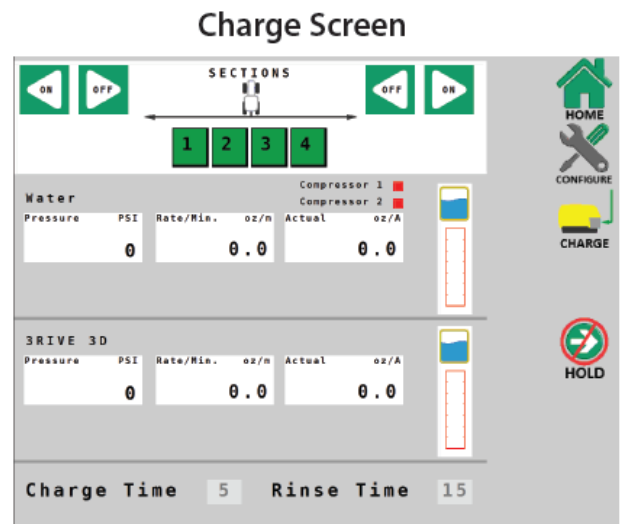 Charge Screen
SECTIONS
ON OFF OFF ON
1 2 3 4
HOME
CONFIGURE
CHARGE
HOLD
Compressor 1
Water Compressor 2
Pressure PSI Rate/Min. oz/m Actual oz/A
0 0.0 0.0
3RIVE 3D
Pressure PSI Rate/Min. oz/m Actual oz/A
0 0.0 0.0
Charge Time 5 Rinse Time 15